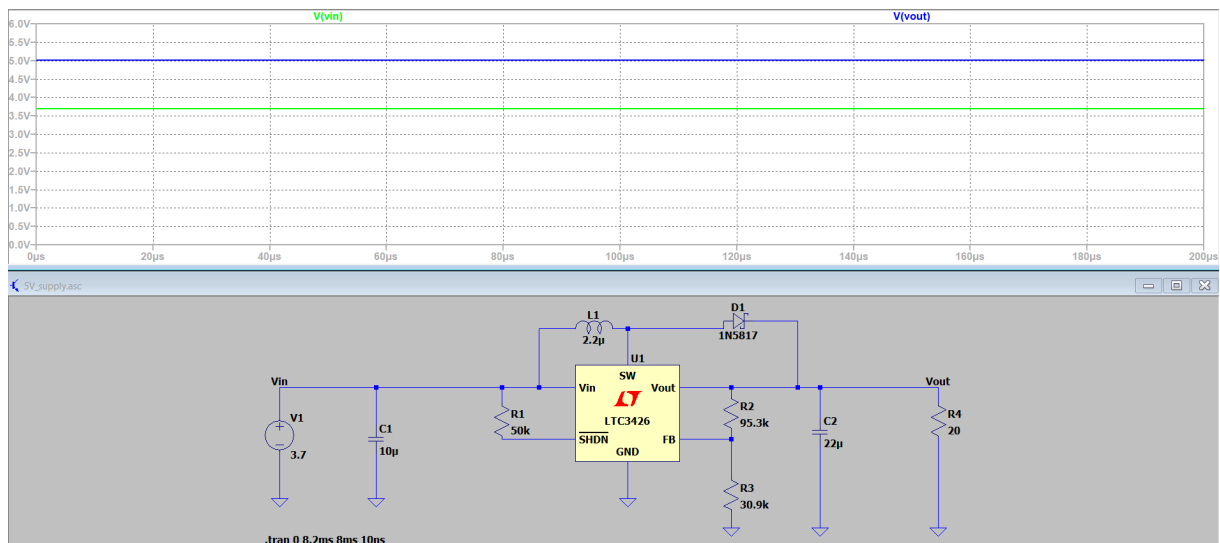 V(vin) V(vout)
6.0V
5.5V
5.0V
4.5V
4.0V
3.5V
3.0V
2.5V
2.0V
1.5V
1.0V
0.5V
0.0V
0µs 20µs 40µs 60µs 80µs 100µs 120µs 140µs 160µs 180µs 200µs
5V_supply.asc
L1
2.2µ
D1
1N5817
U1
SW
Vin
Vin Vout
Vout
R1
50k
LTC3426
SHDN FB
GND
V1
3.7
C1
10µ
R2
95.3k
C2
22µ
R4
20
R3
30.9k
.tran 0 8.2ms 8ms 10ns